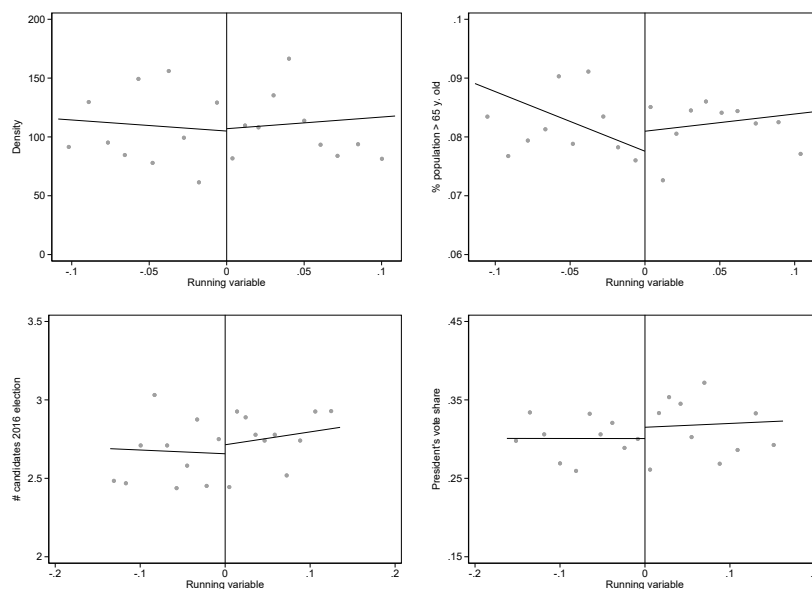 200
150
100
50
0
Density
-.1 -.05 0 .05 .1
Running variable
.1
.09
.08
.07
.06
% population > 65 y. old
-.1 -.05 0 .05 .1
Running variable
3.5
3
2.5
2
# candidates 2016 election
-.2 -.1 0 .1 .2
Running variable
.45
.35
.25
.15
President's vote share
-.2 -.1 0 .1
Running variable